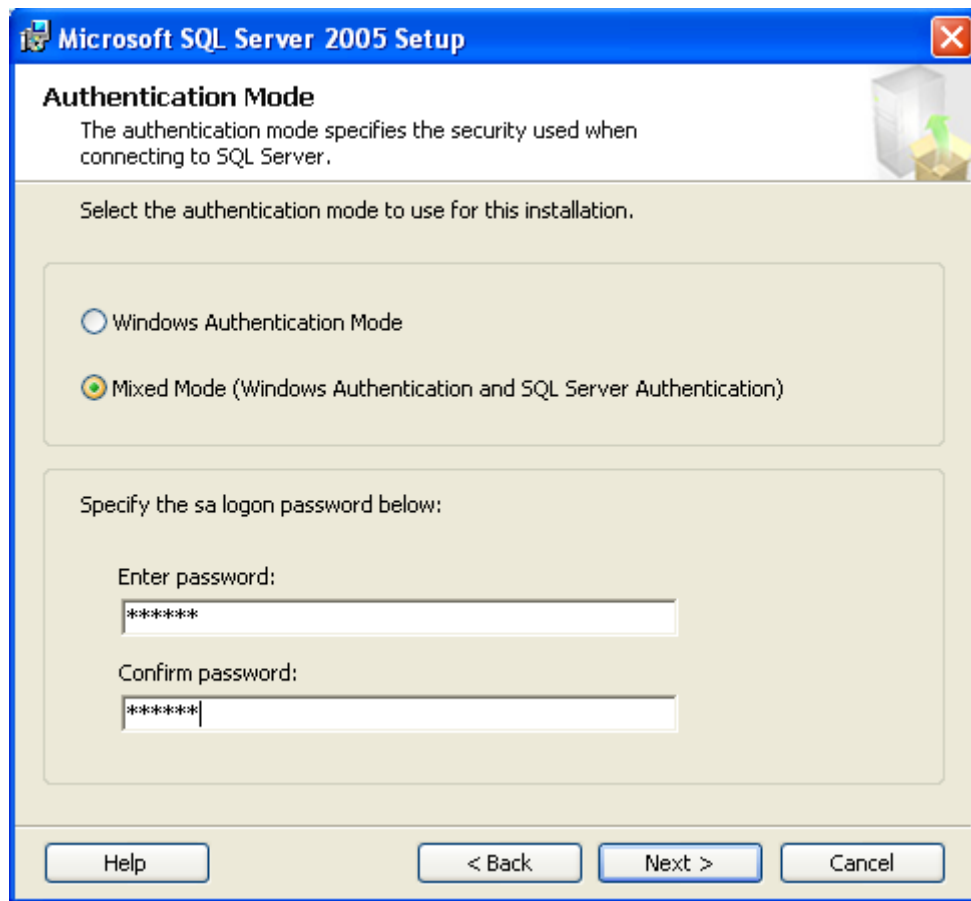 Microsoft SQL Server 2005 Setup
Authentication Mode
The authentication mode specifies the security used when
connecting to SQL Server.
Select the authentication mode to use for this installation.
Windows Authentication Mode
Mixed Mode (Windows Authentication and SQL Server Authentication)
Specify the sa logon password below:
Enter password:
******
Confirm password:
******
Help
< Back
Next >
Cancel